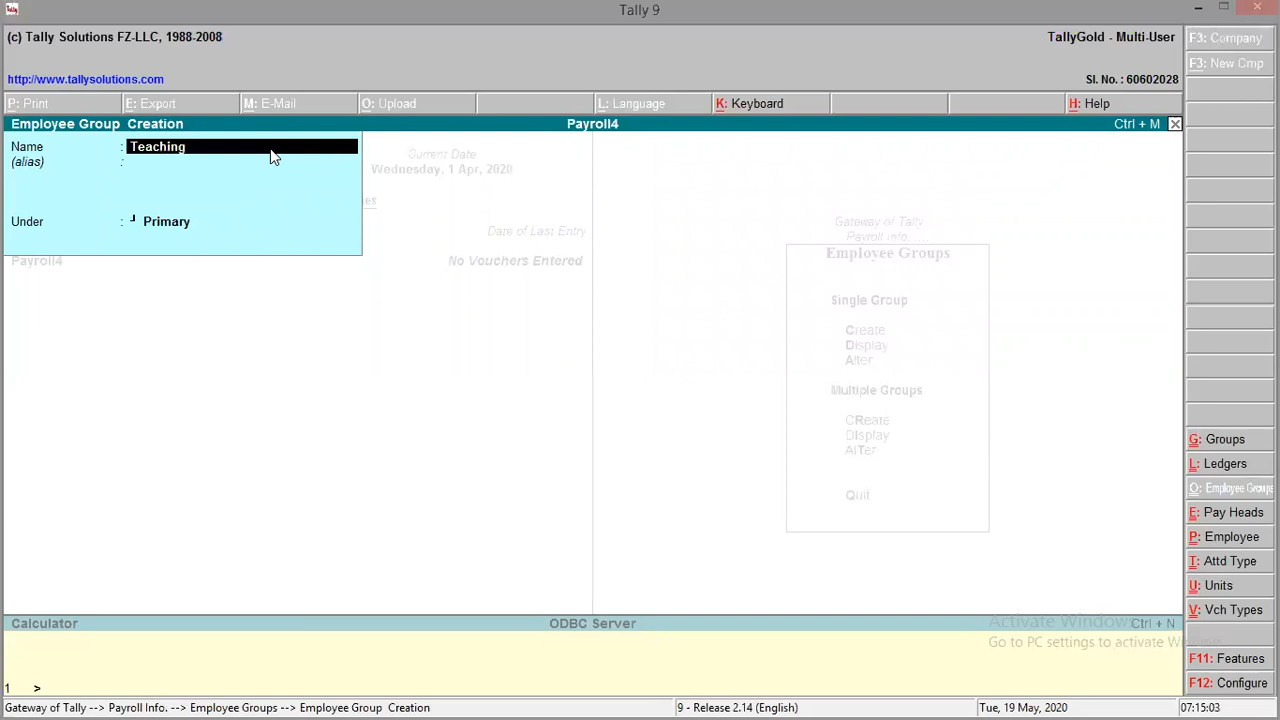 Tally
Tally 9
(c) Tally Solutions FZ-LLC, 1988-2008
TallyGold - Multi-User
http://www.tallysolutions.com
Sl. No. : 60602028
P: Print
E: Export
M: E-Mail
O: Upload
L: Language
K: Keyboard
H: Help
F3: Company
F3: New Cmp
Employee Group Creation
Payroll4
Ctrl + M
Name : Teaching
(alias) :
Under : ┘ Primary
Current Date
Wednesday, 1 Apr, 2020
Date of Last Entry
Payroll4
No Vouchers Entered
Gateway of Tally
Payroll Info.
Employee Groups
Single Group
Create
Display
Alter
Multiple Groups
CReate
DIsplay
AlTer
Quit
G: Groups
L: Ledgers
O: Employee Groups
E: Pay Heads
P: Employee
T: Attd Type
U: Units
V: Vch Types
F11: Features
F12: Configure
Calculator
ODBC Server
Ctrl + N
Activate Windows
Go to PC settings to activate Windows.
1 >
Gateway of Tally --> Payroll Info. --> Employee Groups --> Employee Group Creation
9 - Release 2.14 (English)
Tue, 19 May, 2020
07:15:03